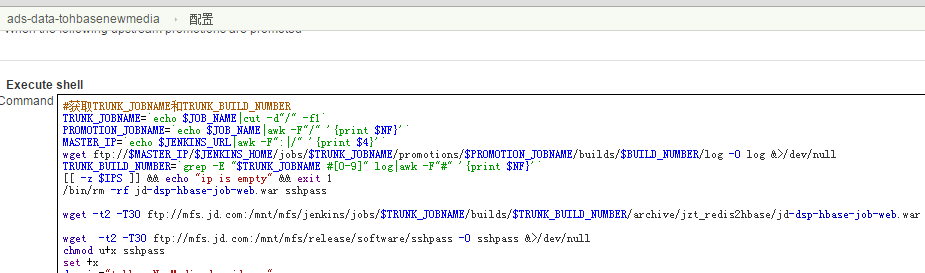 ads-data-tohbasenewmedia › 配置
When the following upstream promotions are promoted
Execute shell
Command
#获取TRUNK_JOBNAME和TRUNK_BUILD_NUMBER
TRUNK_JOBNAME=`echo $JOB_NAME|cut -d"/" -f1`
PROMOTION_JOBNAME=`echo $JOB_NAME|awk -F"/" '{print $NF}'`
MASTER_IP=`echo $JENKINS_URL|awk -F":|/" '{print $4}'`
wget ftp://$MASTER_IP/$JENKINS_HOME/jobs/$TRUNK_JOBNAME/promotions/$PROMOTION_JOBNAME/builds/$BUILD_NUMBER/log -O log &>/dev/null
TRUNK_BUILD_NUMBER=`grep -E "$TRUNK_JOBNAME #[0-9]" log|awk -F"#" '{print $NF}'`
[[ -z $IPS ]] && echo "ip is empty" && exit 1
/bin/rm -rf jd-dsp-hbase-job-web.war sshpass
wget -t2 -T30 ftp://mfs.jd.com:/mnt/mfs/jenkins/jobs/$TRUNK_JOBNAME/builds/$TRUNK_BUILD_NUMBER/archive/jzt_redis2hbase/jd-dsp-hbase-job-web.war
wget  -t2 -T30 ftp://mfs.jd.com:/mnt/mfs/release/software/sshpass -O sshpass &>/dev/null
chmod u+x sshpass
set +x